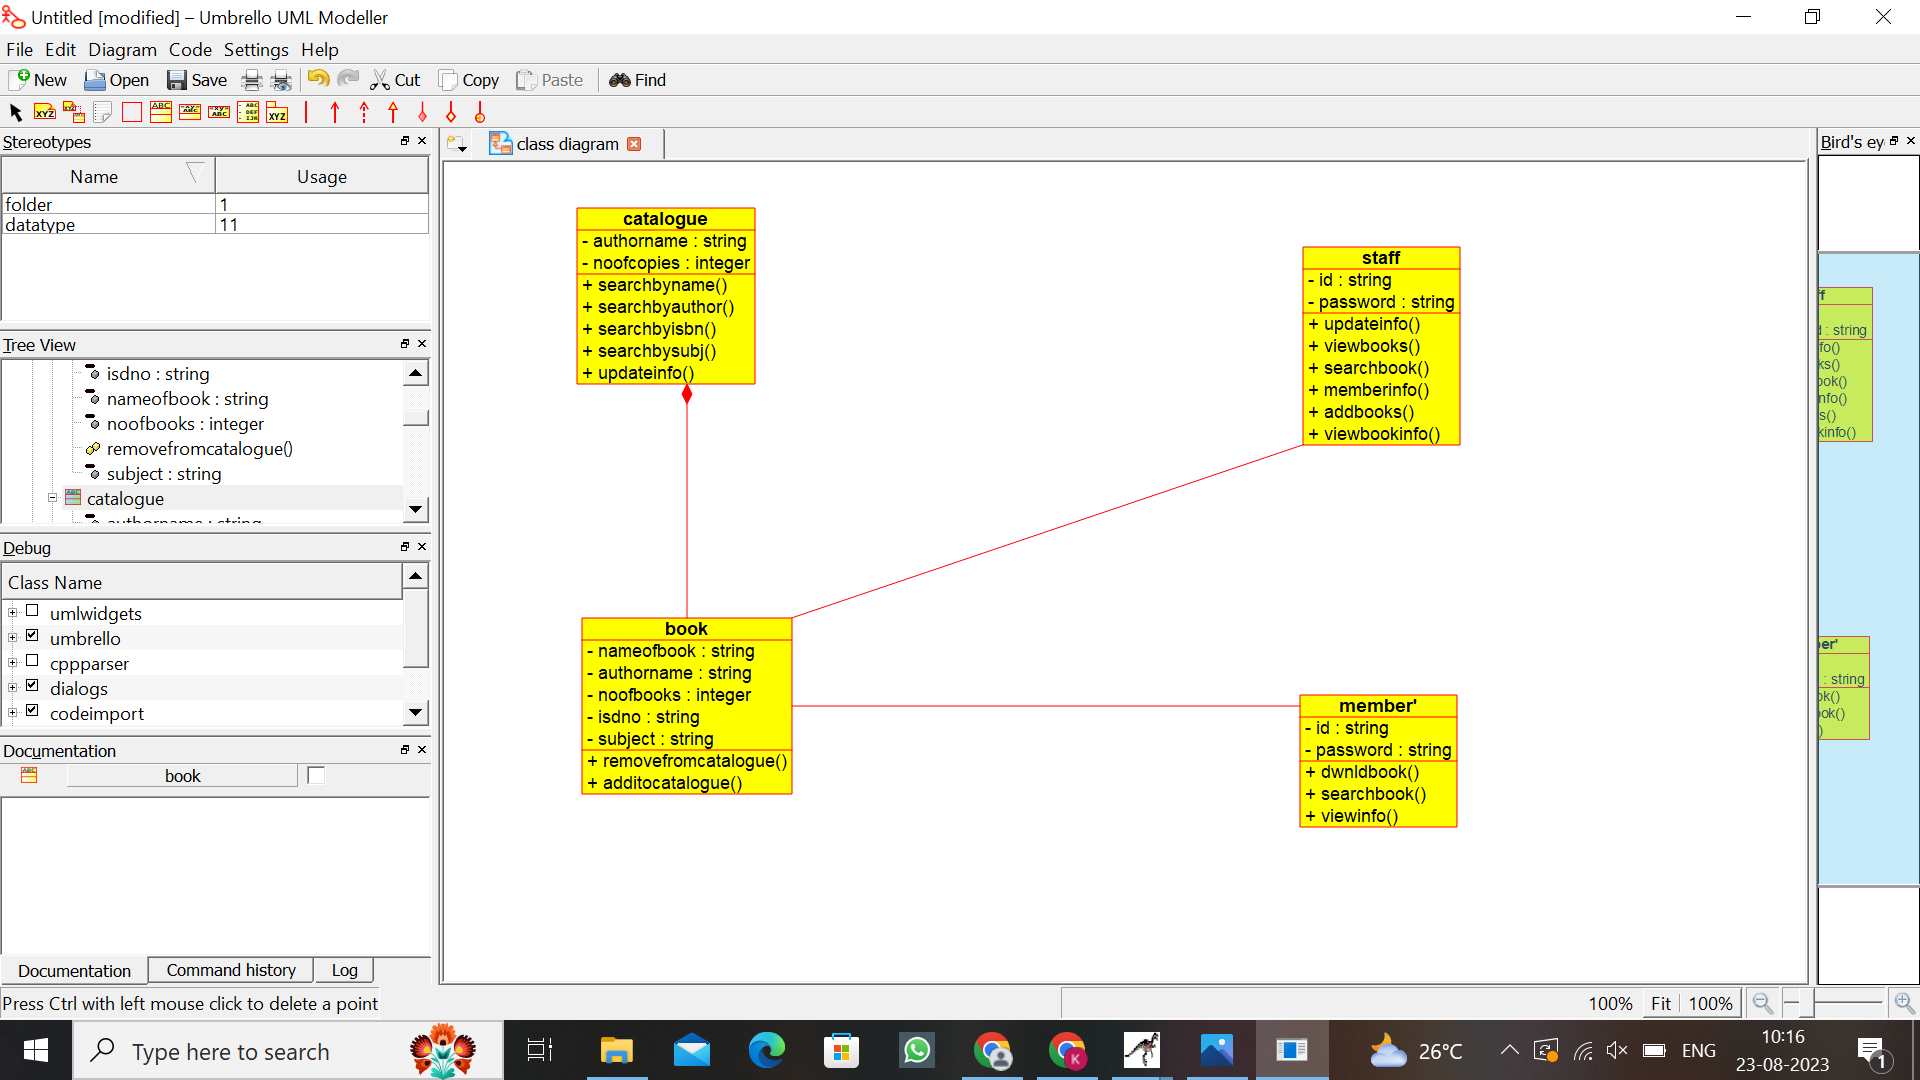 Untitled [modified] – Umbrello UML Modeller
File Edit Diagram Code Settings Help
New Open Save Cut Copy Paste Find
Stereotypes
Name Usage
folder 1
datatype 11
Tree View
isdno : string
nameofbook : string
noofbooks : integer
removefromcatalogue()
subject : string
catalogue
authorname : string
Debug
Class Name
umlwidgets
umbrello
cppparser
dialogs
codeimport
Documentation
book
Documentation Command history Log
Press Ctrl with left mouse click to delete a point
class diagram
catalogue
- authorname : string
- noofcopies : integer
+ searchbyname()
+ searchbyauthor()
+ searchbyisbn()
+ searchbysubj()
+ updateinfo()
staff
- id : string
- password : string
+ updateinfo()
+ viewbooks()
+ searchbook()
+ memberinfo()
+ addbooks()
+ viewbookinfo()
book
- nameofbook : string
- authorname : string
- noofbooks : integer
- isdno : string
- subject : string
+ removefromcatalogue()
+ additocatalogue()
member'
- id : string
- password : string
+ dwnldbook()
+ searchbook()
+ viewinfo()
Bird's ey
100% Fit 100%
Type here to search
26°C
ENG
10:16
23-08-2023
1